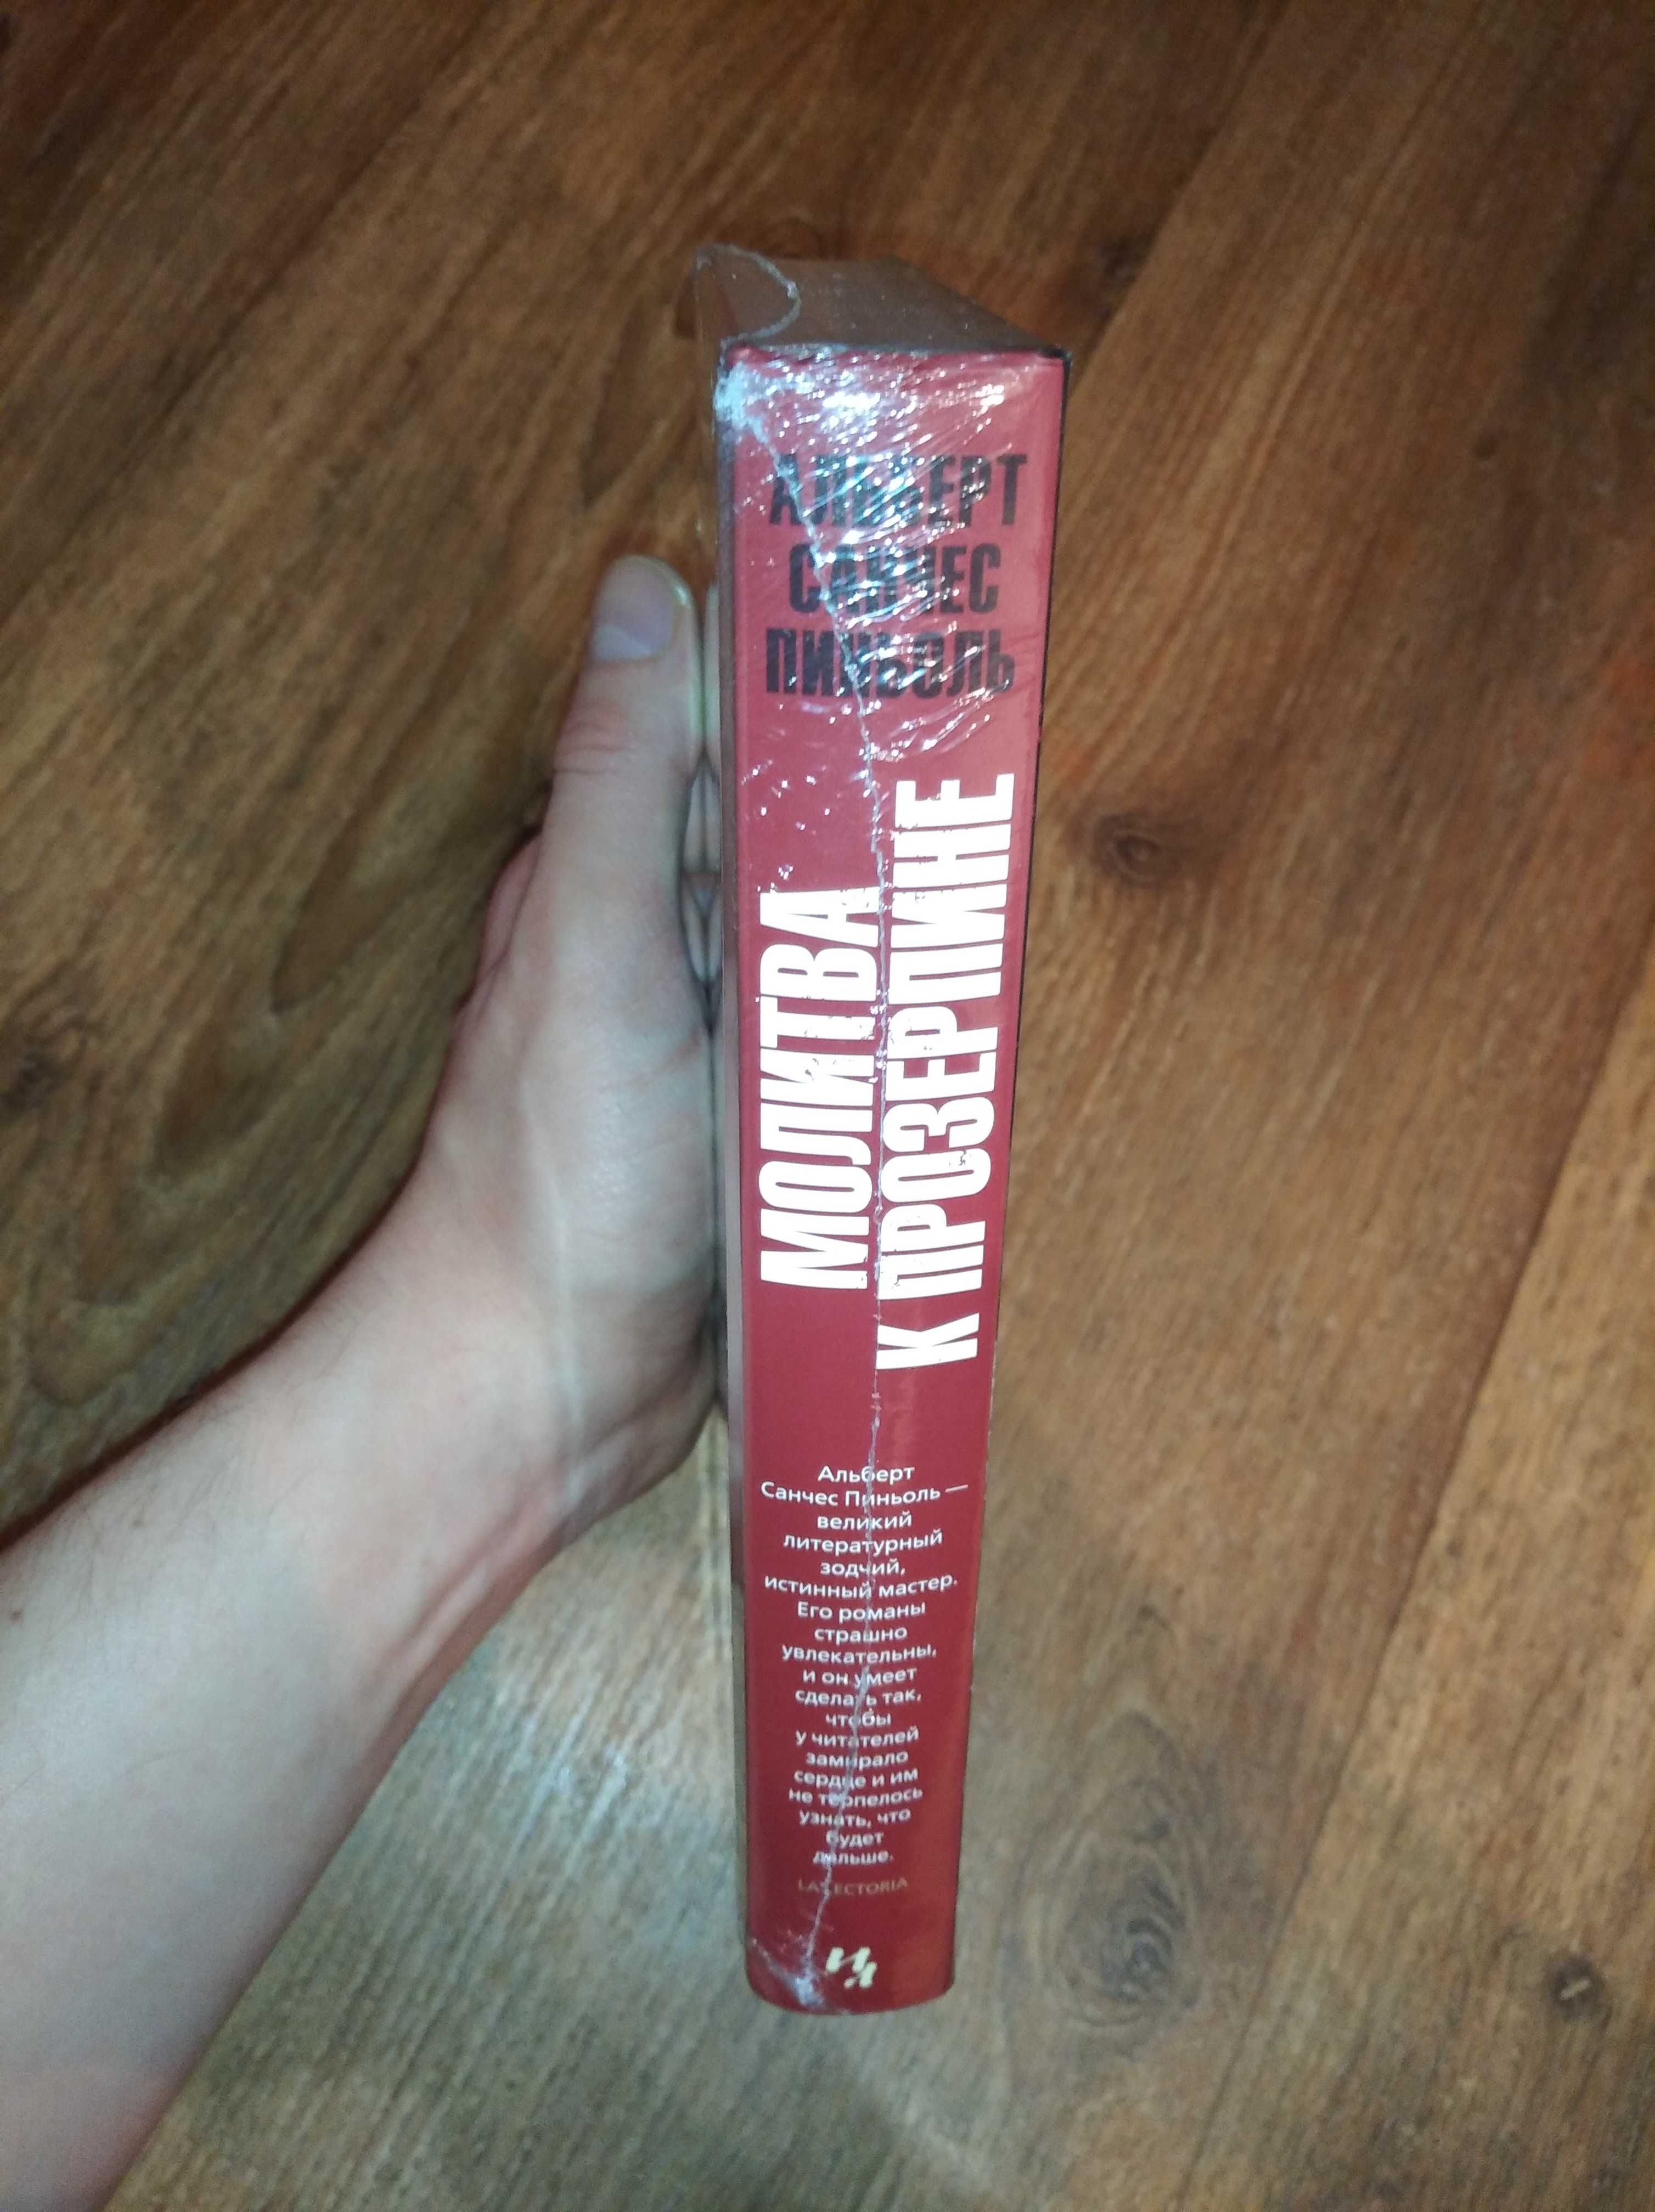 АЛЬБЕРТ
САНЧЕС
ПИНЬОЛЬ
МОЛИТВА
К ПРОЗЕРПИНЕ
Альберт
Санчес Пиньоль —
великий
литературный
зодчий,
истинный мастер.
Его романы
страшно
увлекательны,
и он умеет
сделать так,
чтобы
у читателей
замирало
сердце и им
не терпелось
узнать, что
будет
дальше.
LA LECTORIA